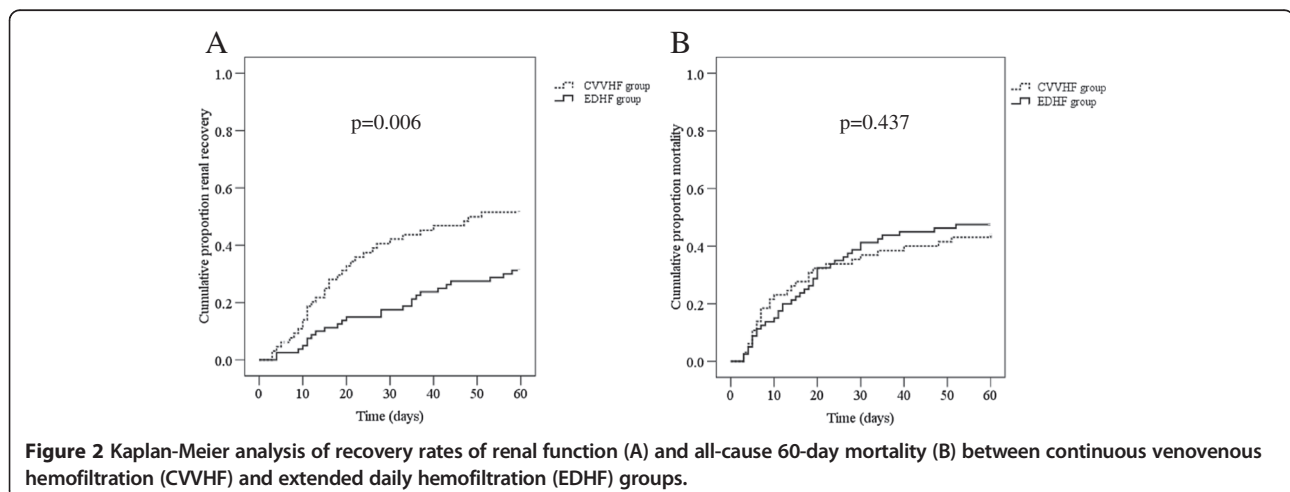 A
1.0
0.8
0.6
0.4
0.2
0.0
Cumulative proportion renal recovery
p=0.006
CVVHF group
EDHF group
0 10 20 30 40 50 60
Time (days)
B
1.0
0.8
0.6
0.4
0.2
0.0
Cumulative proportion mortality
p=0.437
CVVHF group
EDHF group
0 10 20 30 40 50 60
Time (days)
Figure 2 Kaplan-Meier analysis of recovery rates of renal function (A) and all-cause 60-day mortality (B) between continuous venovenous
hemofiltration (CVVHF) and extended daily hemofiltration (EDHF) groups.